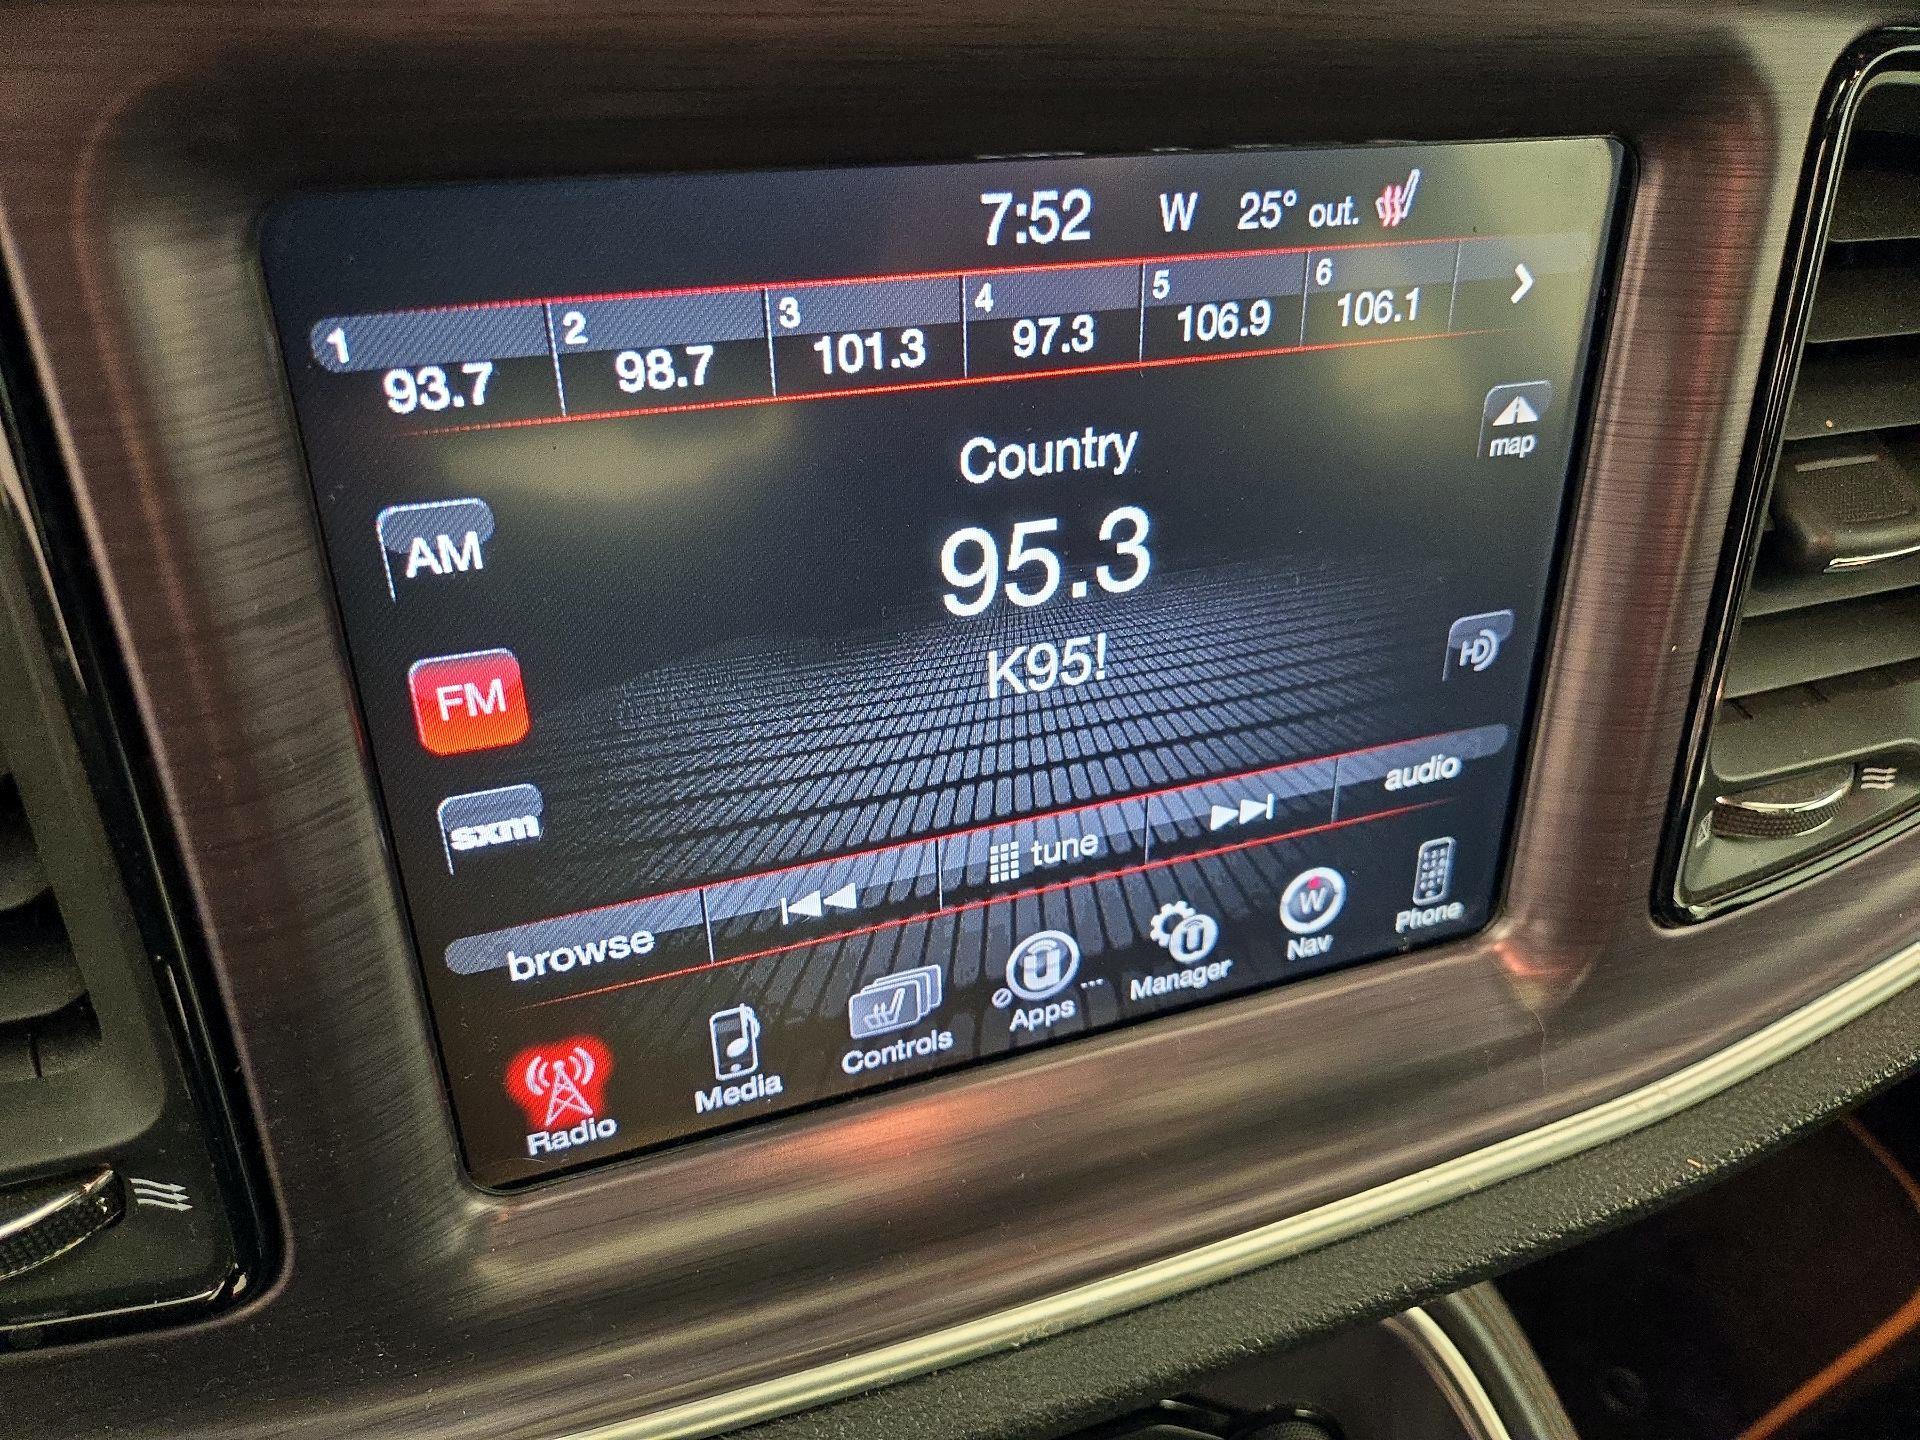 7:52 W 25° out.
1 2 3 4 5 6
93.7 98.7 101.3 97.3 106.9 106.1
map
Country
AM
95.3
FM
K95!
HD
sxm
browse tune audio
Radio Media Controls Apps ... Manager Nav Phone
U U W